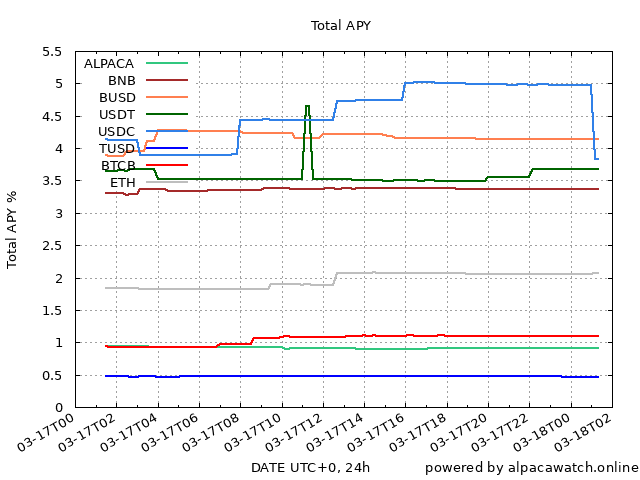 Total APY
5.5
5
4.5
4
3.5
3
2.5
2
1.5
1
0.5
0
Total APY %
ALPACA
BNB
BUSD
USDT
USDC
TUSD
BTCB
ETH
03-17T00
03-17T02
03-17T04
03-17T06
03-17T08
03-17T10
03-17T12
03-17T14
03-17T16
03-17T18
03-17T20
03-17T22
03-18T00
03-18T02
DATE UTC+0, 24h
powered by alpacawatch.online